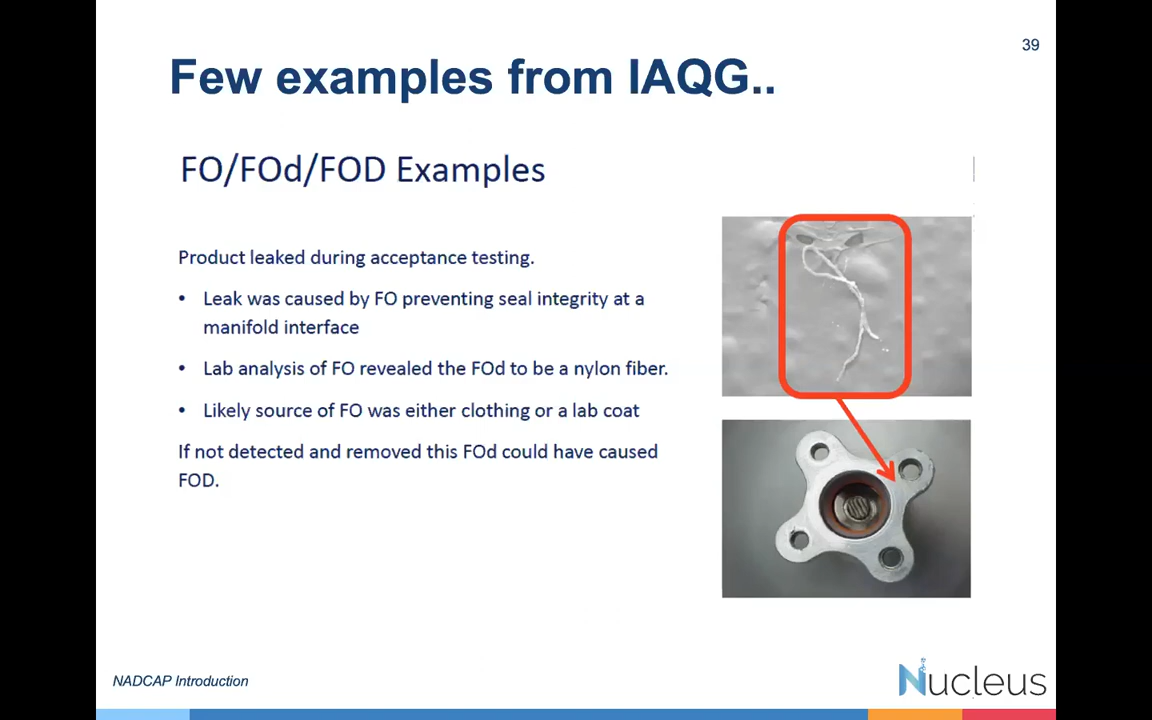 39
Few examples from IAQG..
FO/FOd/FOD Examples
Product leaked during acceptance testing.
• Leak was caused by FO preventing seal integrity at a
manifold interface
• Lab analysis of FO revealed the FOd to be a nylon fiber.
• Likely source of FO was either clothing or a lab coat
If not detected and removed this FOd could have caused
FOD.
NADCAP Introduction
Nucleus